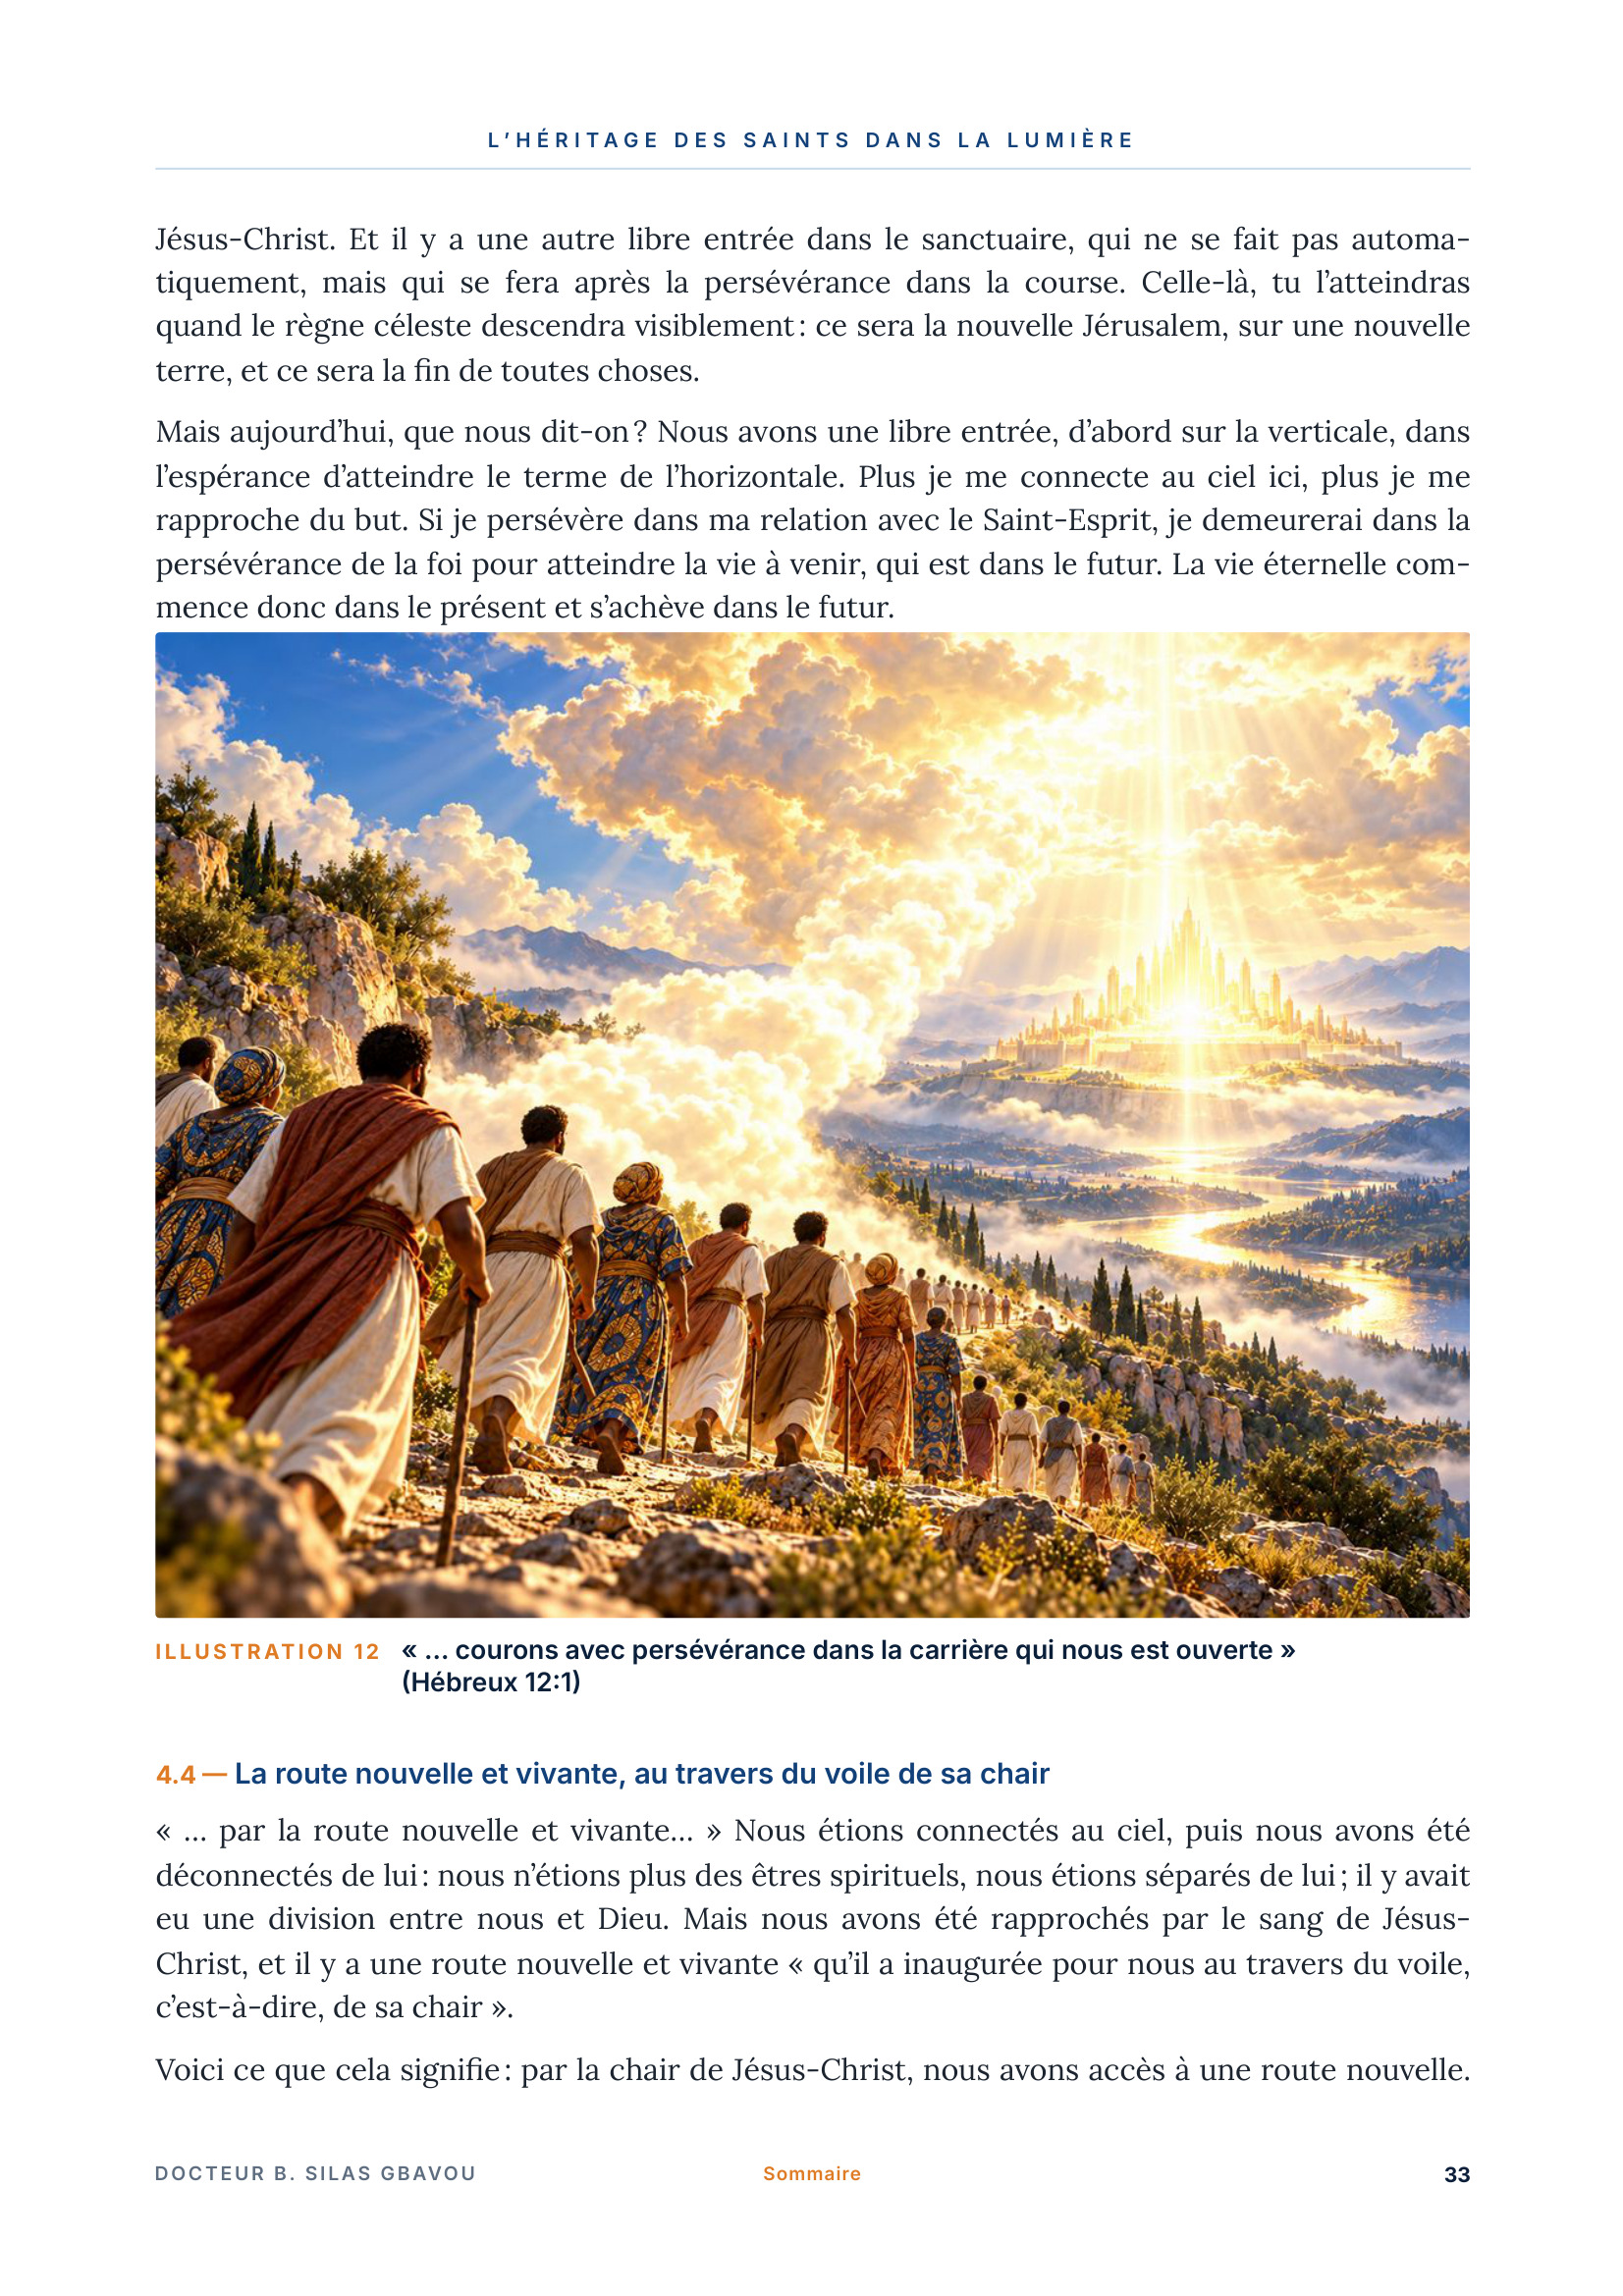 L’HÉRITAGE DES SAINTS DANS LA LUMIÈRE
Jésus-Christ. Et il y a une autre libre entrée dans le sanctuaire, qui ne se fait pas automa-
tiquement, mais qui se fera après la persévérance dans la course. Celle-là, tu l’atteindras
quand le règne céleste descendra visiblement : ce sera la nouvelle Jérusalem, sur une nouvelle
terre, et ce sera la fin de toutes choses.
Mais aujourd’hui, que nous dit-on ? Nous avons une libre entrée, d’abord sur la verticale, dans
l’espérance d’atteindre le terme de l’horizontale. Plus je me connecte au ciel ici, plus je me
rapproche du but. Si je persévère dans ma relation avec le Saint-Esprit, je demeurerai dans la
persévérance de la foi pour atteindre la vie à venir, qui est dans le futur. La vie éternelle com-
mence donc dans le présent et s’achève dans le futur.
ILLUSTRATION 12 « … courons avec persévérance dans la carrière qui nous est ouverte »
(Hébreux 12:1)
4.4 — La route nouvelle et vivante, au travers du voile de sa chair
« … par la route nouvelle et vivante… » Nous étions connectés au ciel, puis nous avons été
déconnectés de lui : nous n’étions plus des êtres spirituels, nous étions séparés de lui ; il y avait
eu une division entre nous et Dieu. Mais nous avons été rapprochés par le sang de Jésus-
Christ, et il y a une route nouvelle et vivante « qu’il a inaugurée pour nous au travers du voile,
c’est-à-dire, de sa chair ».
Voici ce que cela signifie : par la chair de Jésus-Christ, nous avons accès à une route nouvelle.
DOCTEUR B. SILAS GBAVOU Sommaire 33